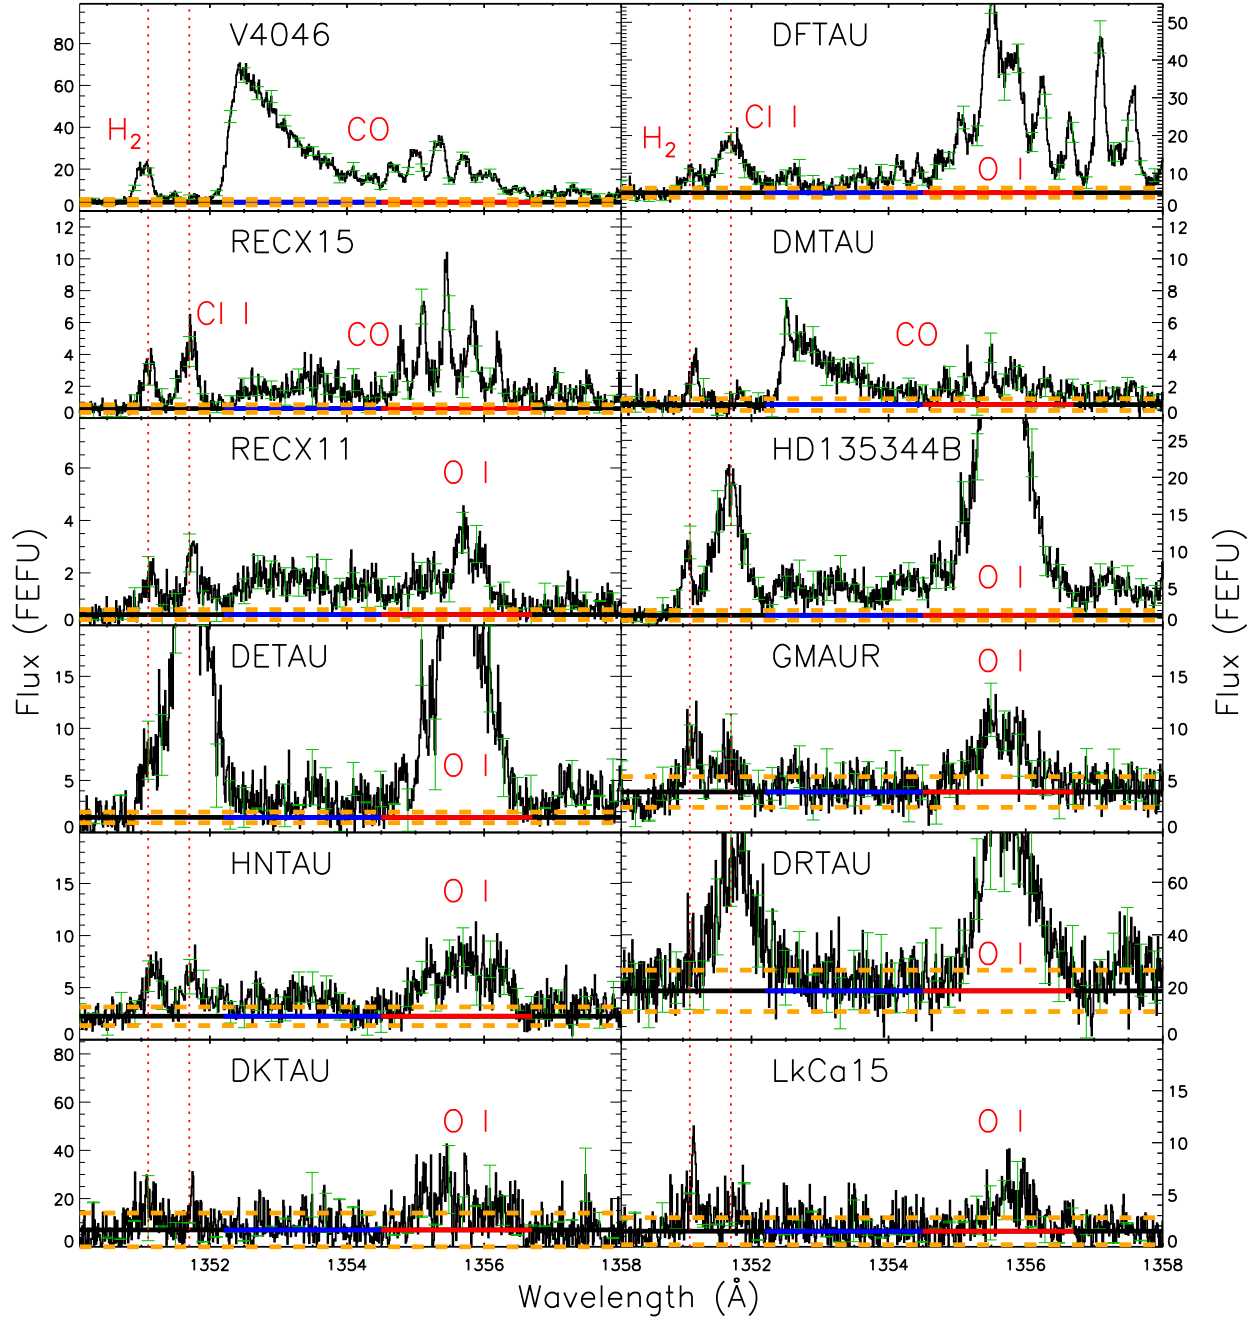 V4046
H2
CO
80
60
40
20
0
DFTAU
H2
Cl I
O I
50
40
30
20
10
0
RECX15
Cl I
CO
12
10
8
6
4
2
0
DMTAU
CO
12
10
8
6
4
2
0
RECX11
O I
6
4
2
0
HD135344B
O I
25
20
15
10
5
0
DETAU
O I
15
10
5
0
GMAUR
O I
15
10
5
0
HNTAU
O I
15
10
5
0
DRTAU
O I
60
40
20
0
DKTAU
O I
80
60
40
20
0
LkCa15
O I
15
10
5
0
1352 1354 1356 1358 1352 1354 1356 1358
Wavelength (Å)
Flux (FEFU)
Flux (FEFU)